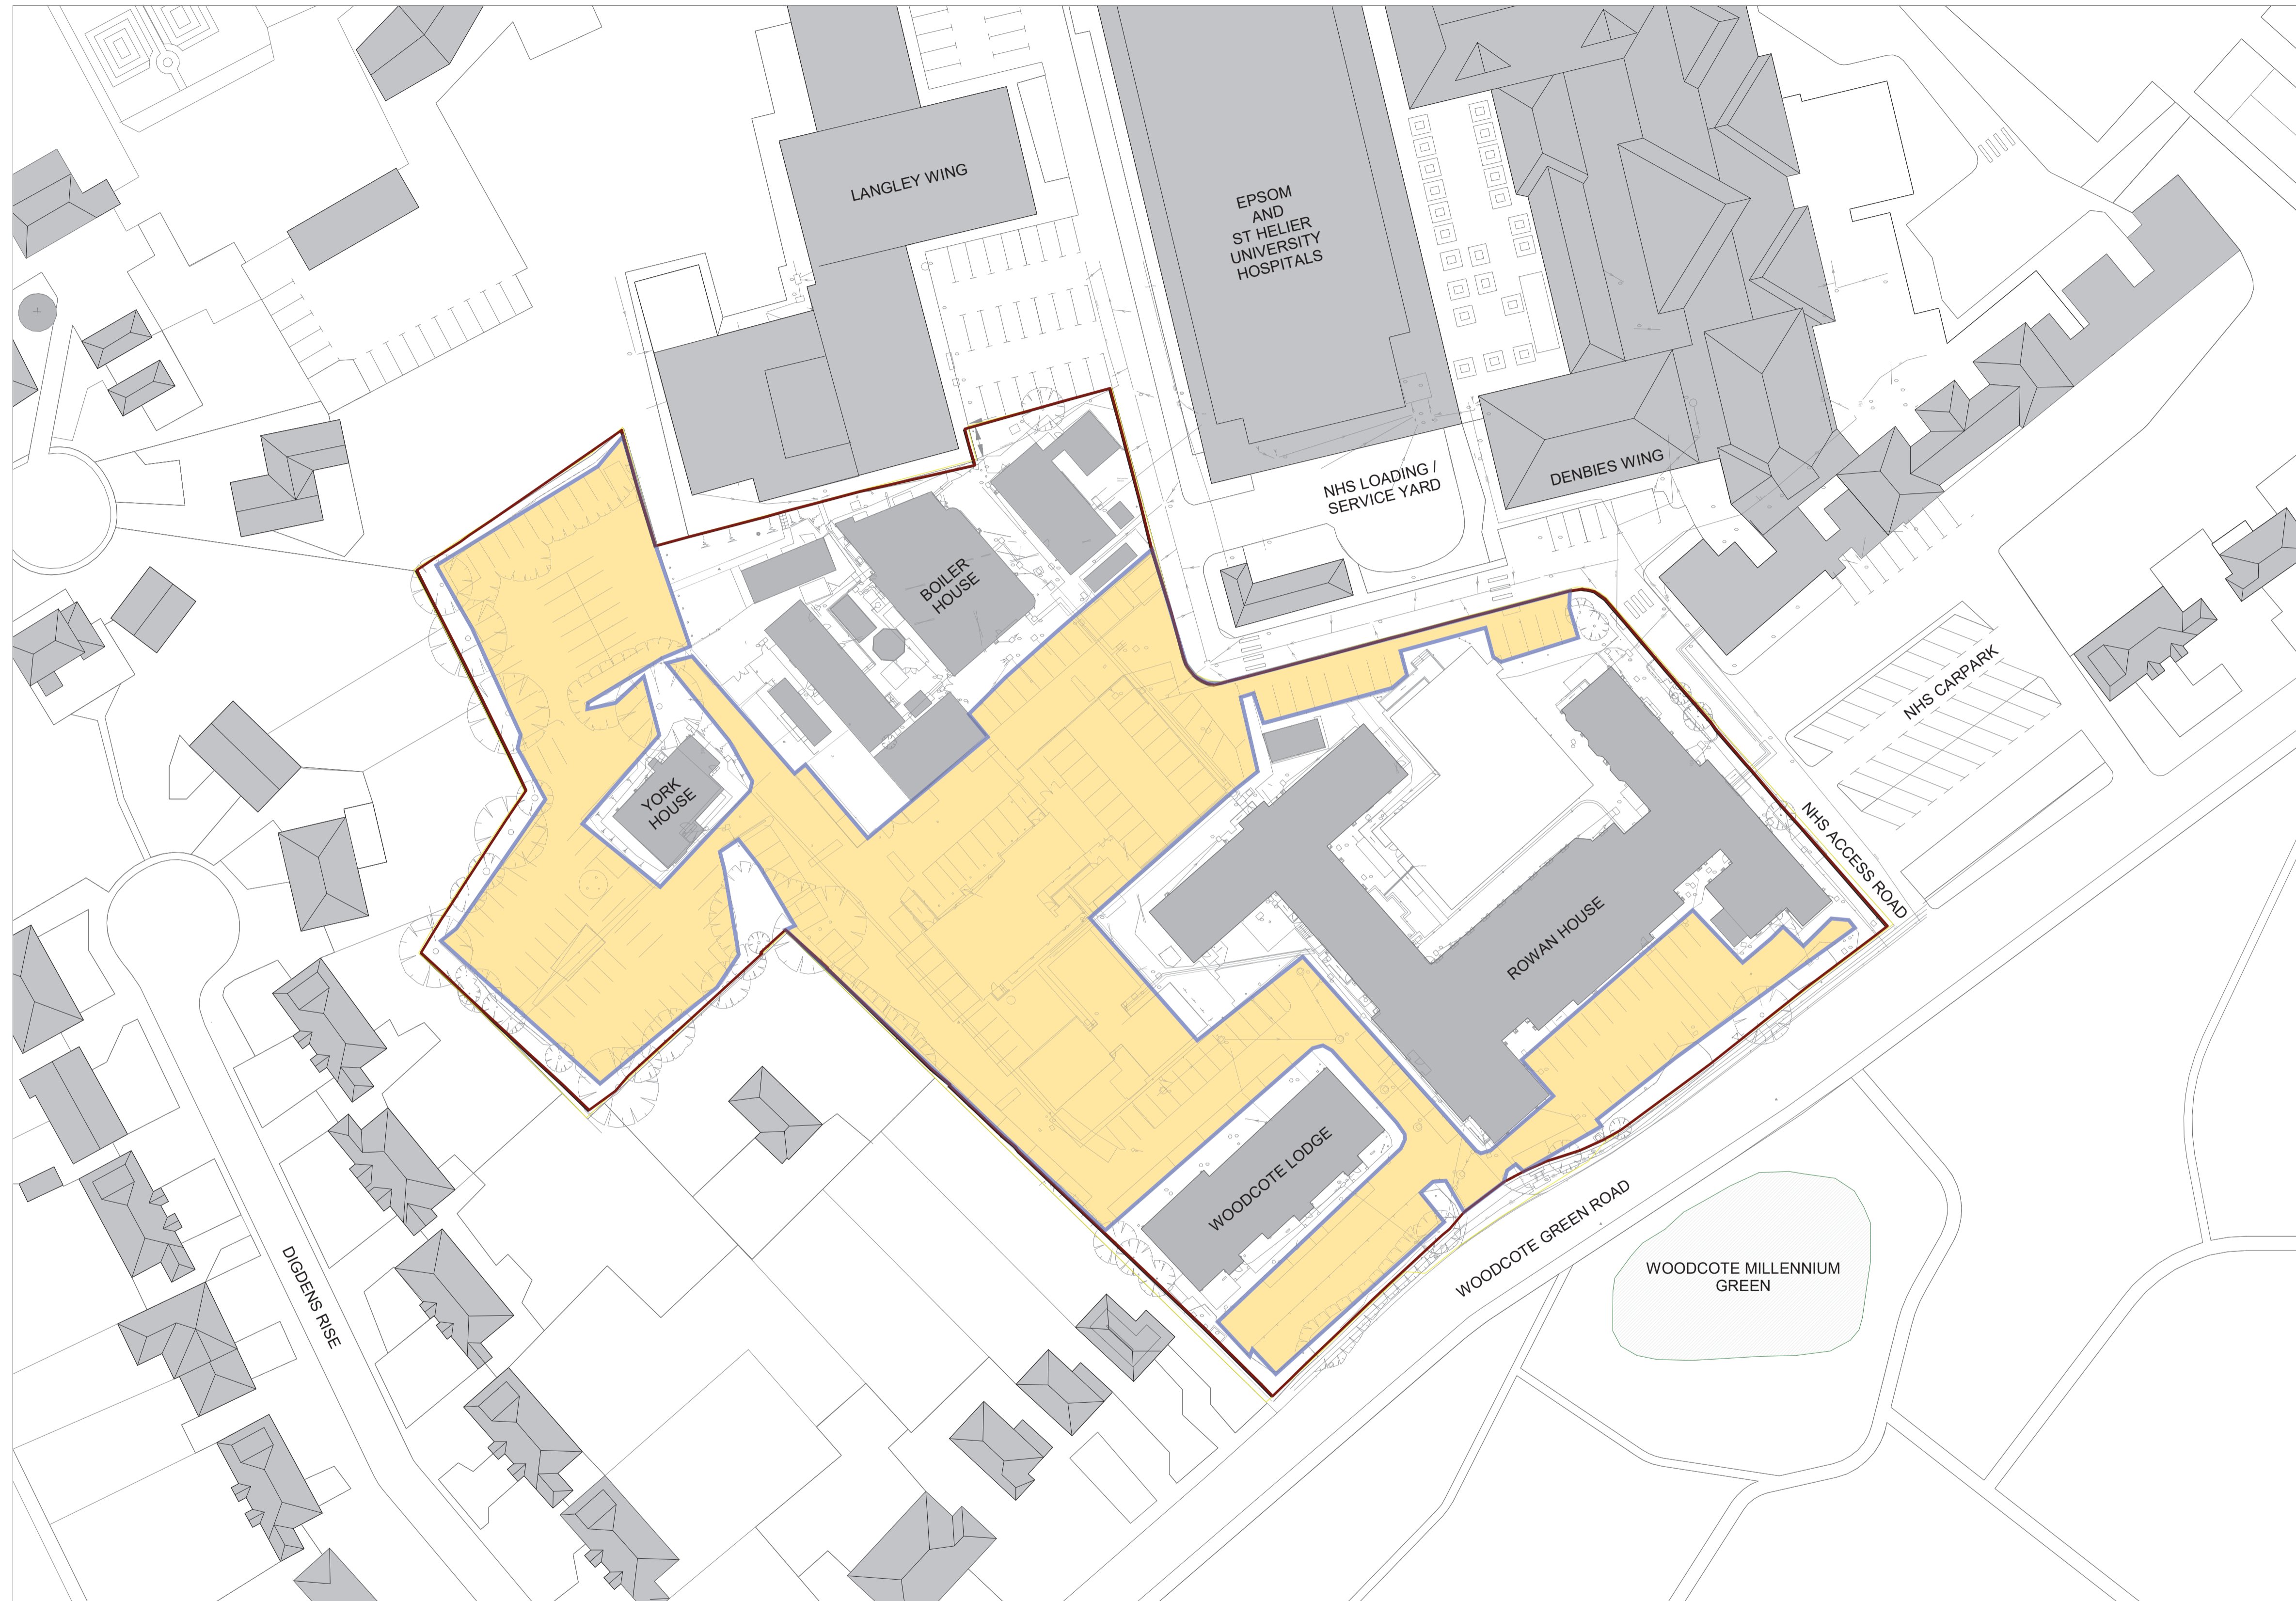 LANGLEY WING
EPSOM
AND
ST HELIER
UNIVERSITY
HOSPITALS
NHS LOADING /
SERVICE YARD
DENBIES WING
BOILER
HOUSE
NHS CARPARK
YORK
HOUSE
NHS ACCESS ROAD
ROWAN HOUSE
WOODCOTE LODGE
WOODCOTE GREEN ROAD
WOODCOTE MILLENNIUM
GREEN
DIGDENS RISE